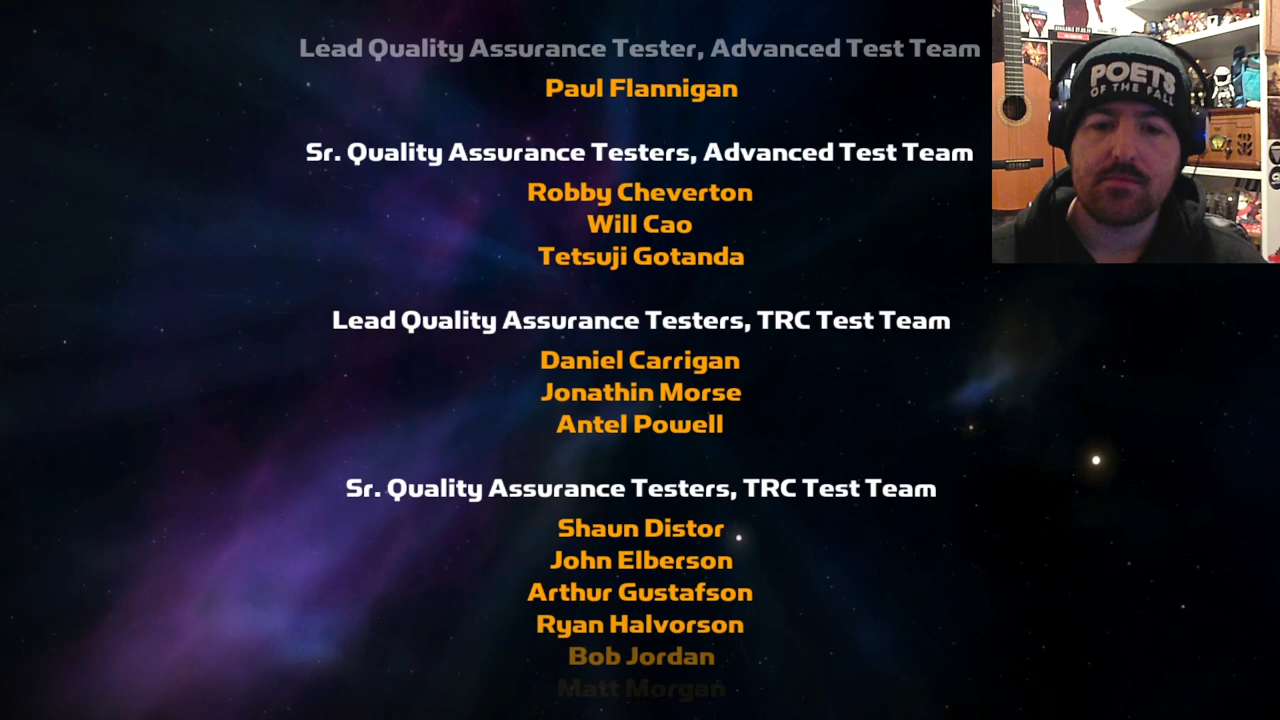 Lead Quality Assurance Tester, Advanced Test Team
Paul Flannigan
Sr. Quality Assurance Testers, Advanced Test Team
Robby Cheverton
Will Cao
Tetsuji Gotanda
Lead Quality Assurance Testers, TRC Test Team
Daniel Carrigan
Jonathin Morse
Antel Powell
Sr. Quality Assurance Testers, TRC Test Team
Shaun Distor
John Elberson
Arthur Gustafson
Ryan Halvorson
Bob Jordan
Matt Morgan
POETS
OF THE FALL